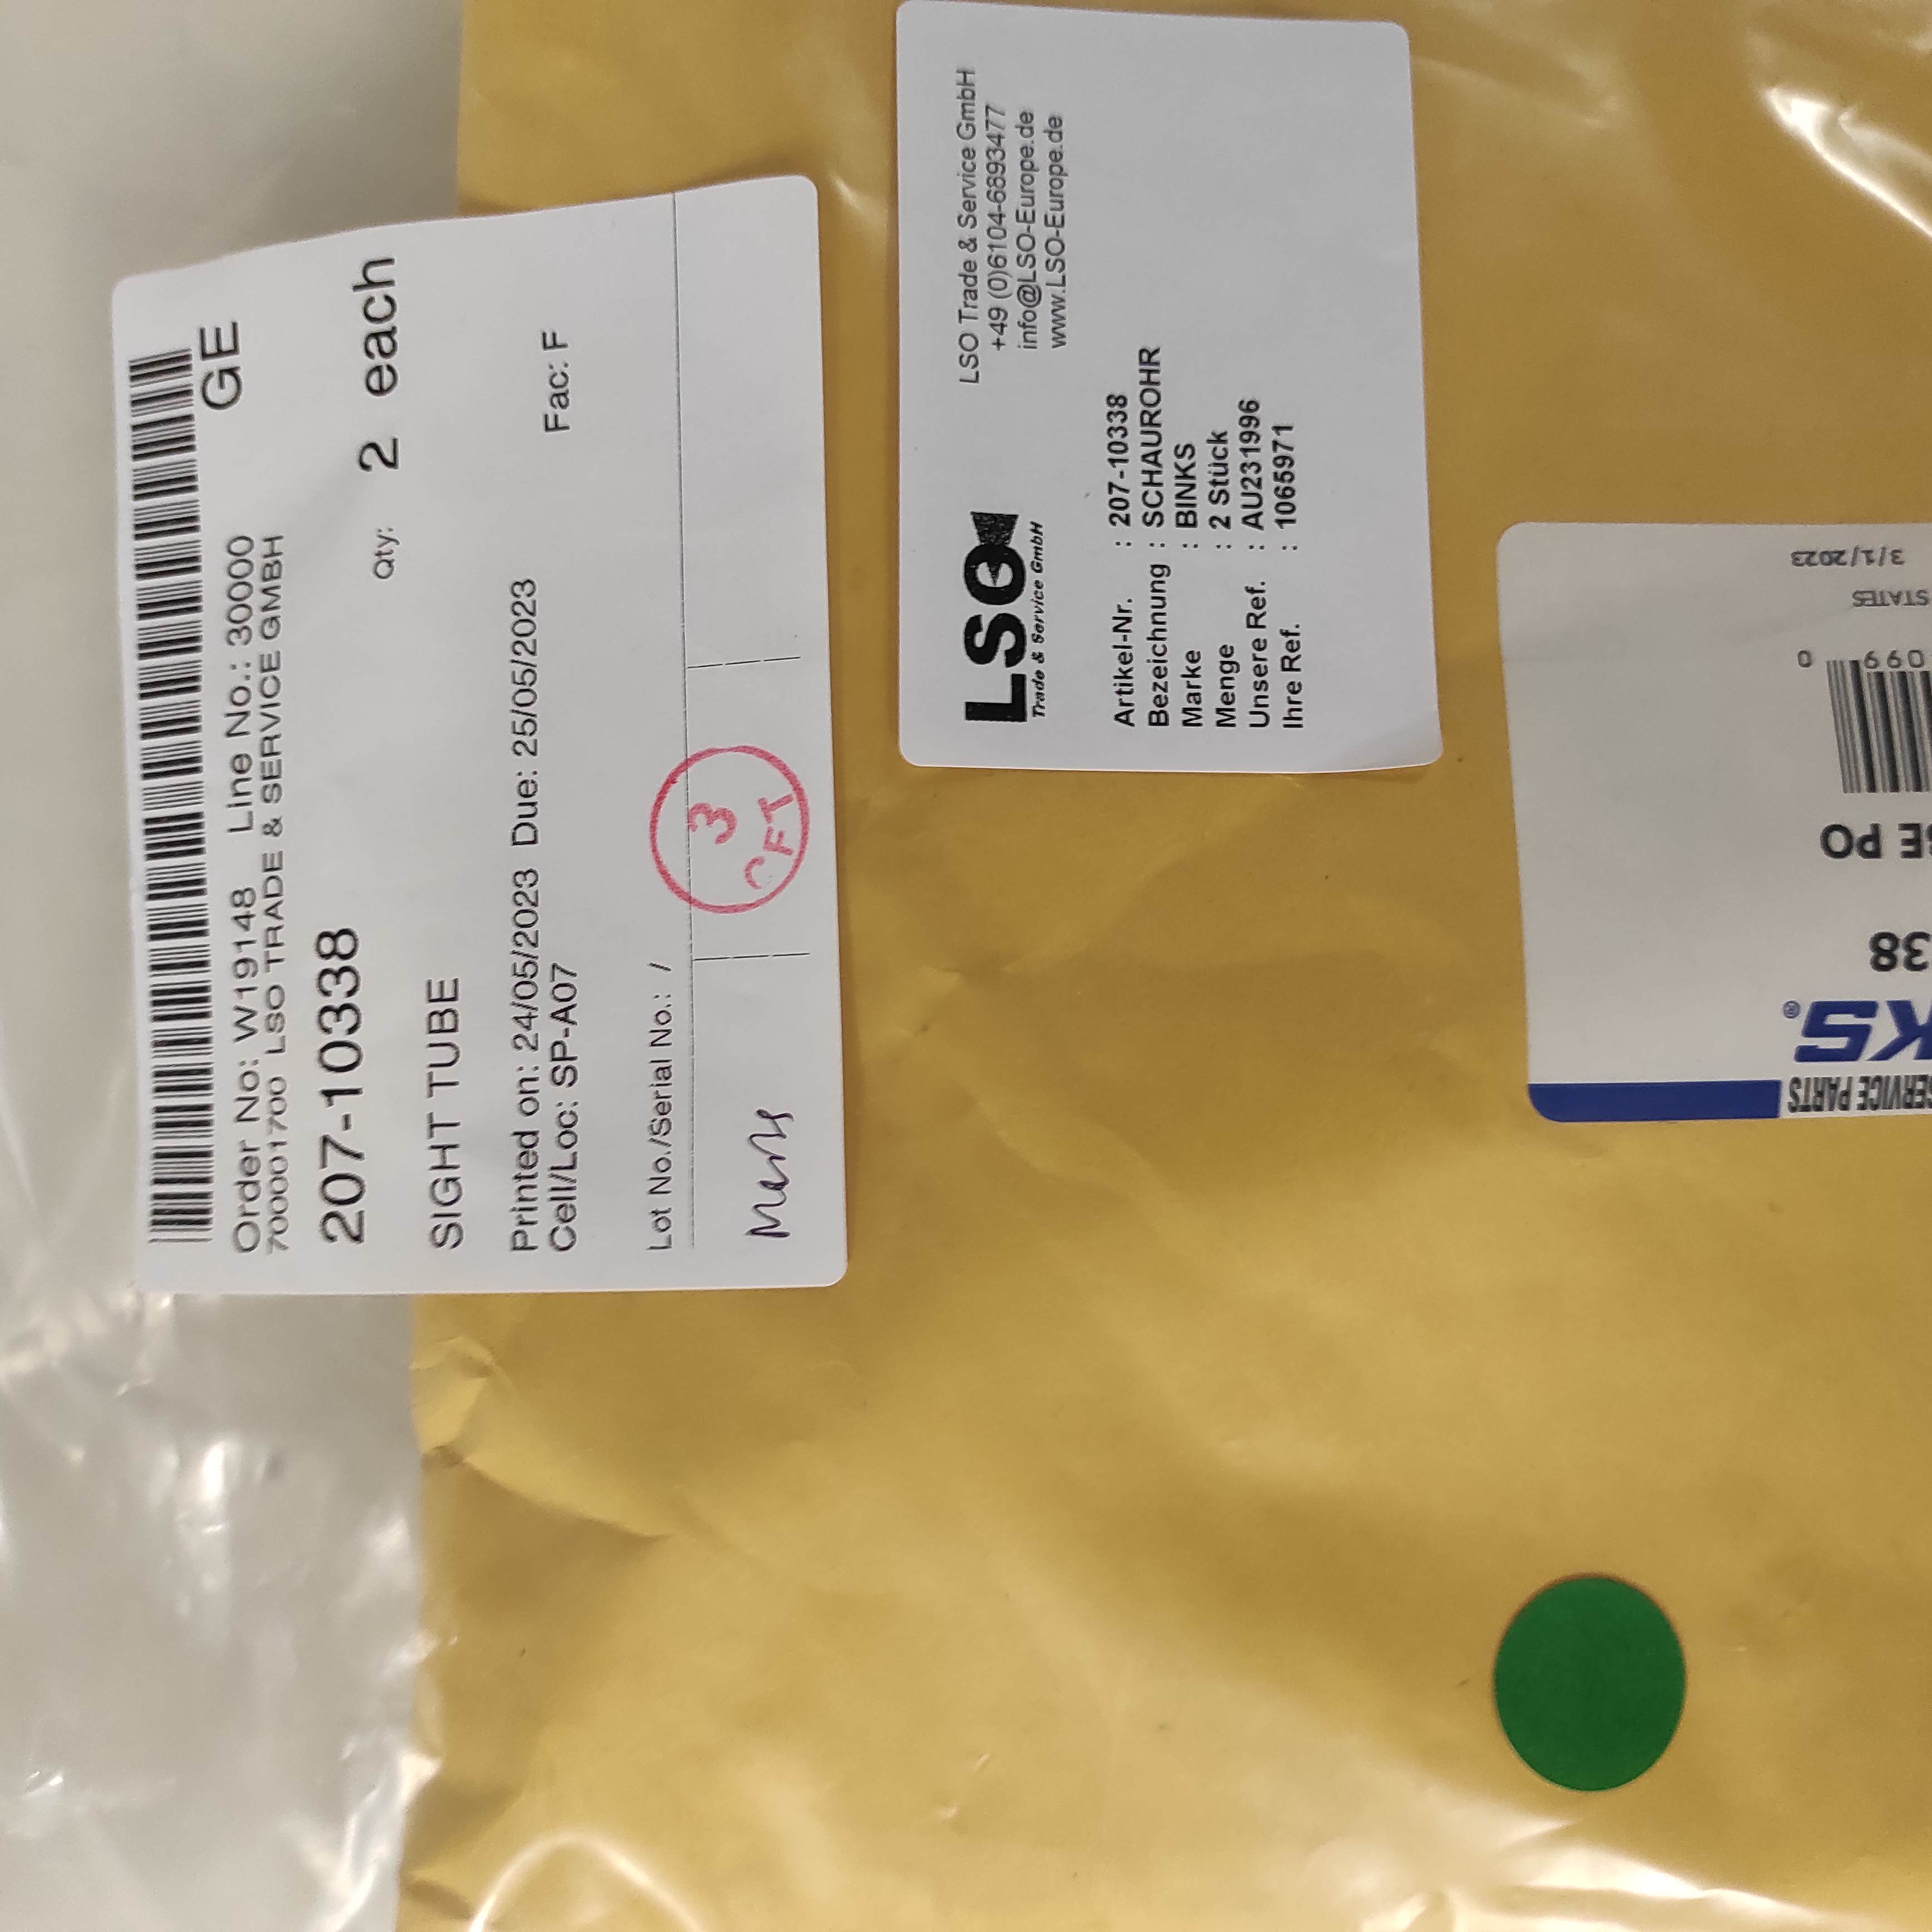 GE
Order No: W19148 Line No.: 30000
700001700 LSO TRADE & SERVICE GMBH
207-10338
Qty: 2 each
SIGHT TUBE
Printed on: 24/05/2023 Due: 25/05/2023
Cell/Loc: SP-A07 Fac: F
Lot No./Serial No.: /
3
LSO
Trade & Service GmbH
LSO Trade & Service GmbH
+49 (0)6104-6893477
info@LSO-Europe.de
www.LSO-Europe.de
Artikel-Nr. : 207-10338
Bezeichnung : SCHAUROHR
Marke : BINKS
Menge : 2 Stück
Unsere Ref. : AU231996
Ihre Ref. : 1065971
SERVICE PARTS
KS®
38
PO
099 0
STATES
3/1/2023